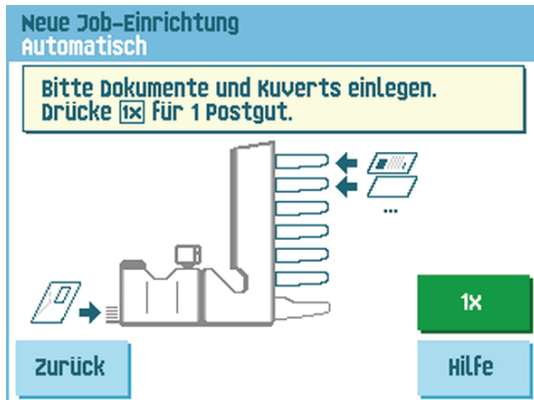 Neue Job-Einrichtung
Automatisch
Bitte Dokumente und Kuverts einlegen.
Drücke 1x für 1 Postgut.
...
1x
Zurück
Hilfe